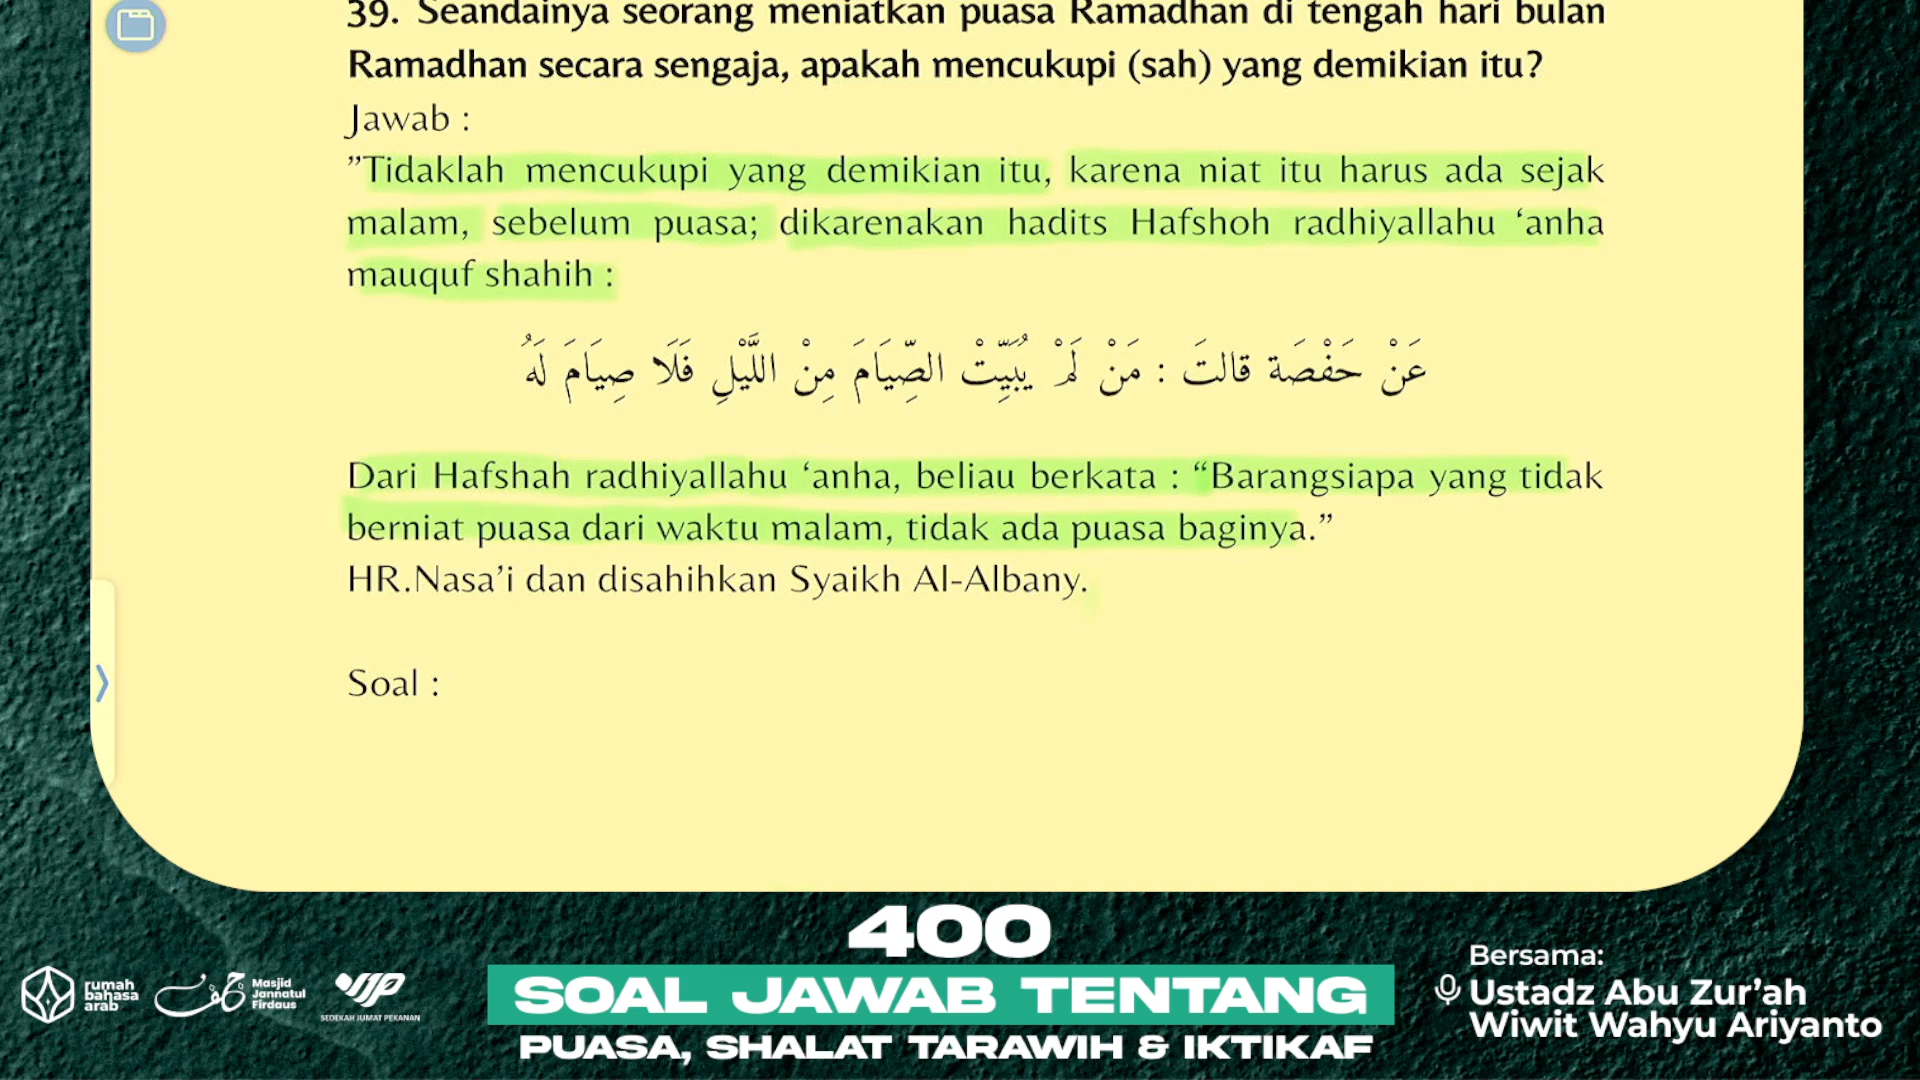 39. Seandainya seorang meniatkan puasa Ramadhan di tengah hari bulan
Ramadhan secara sengaja, apakah mencukupi (sah) yang demikian itu?
Jawab :
”Tidaklah mencukupi yang demikian itu, karena niat itu harus ada sejak
malam, sebelum puasa; dikarenakan hadits Hafshoh radhiyallahu ‘anha
mauquf shahih :
عَنْ حَفْصَة قالتَ : مَنْ لَمْ يُبَيِّتْ الصِّيَامَ مِنْ اللَّيْلِ فَلَا صِيَامَ لَهُ
Dari Hafshah radhiyallahu ‘anha, beliau berkata : “Barangsiapa yang tidak
berniat puasa dari waktu malam, tidak ada puasa baginya.”
HR.Nasa’i dan disahihkan Syaikh Al-Albany.
Soal :
400
SOAL JAWAB TENTANG
PUASA, SHALAT TARAWIH & IKTIKAF
rumah
bahasa
arab
Masjid
Jannatul
Firdaus
SEDEKAH JUMAT PEKANAN
Bersama:
Ustadz Abu Zur’ah
Wiwit Wahyu Ariyanto